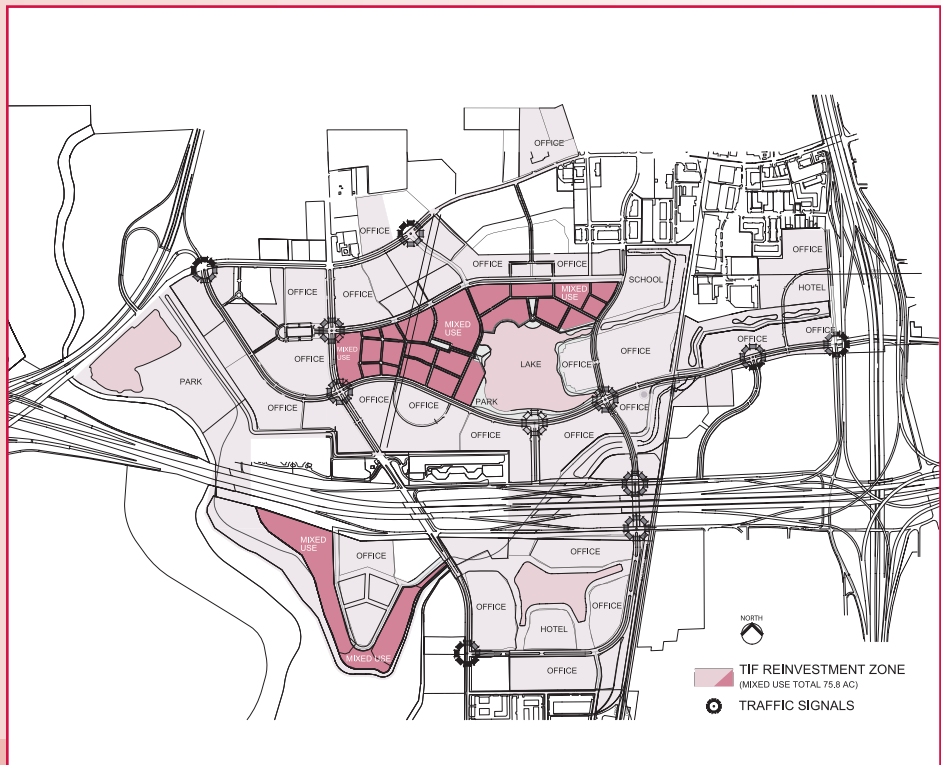 OFFICE
OFFICE
OFFICE
OFFICE
OFFICE
OFFICE
SCHOOL
HOTEL
OFFICE
OFFICE
MIXED
USE
MIXED
USE
OFFICE
OFFICE
MIXED
USE
OFFICE
OFFICE
LAKE
OFFICE
PARK
OFFICE
OFFICE
OFFICE
PARK
OFFICE
OFFICE
OFFICE
MIXED
USE
OFFICE
OFFICE
OFFICE
OFFICE
HOTEL
MIXED USE
OFFICE
NORTH
TIF REINVESTMENT ZONE
(MIXED USE TOTAL 75.8 AC)
TRAFFIC SIGNALS